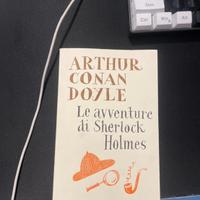 ARTHUR
CONAN
DOYLE
Le avventure
di Sherlock
Holmes